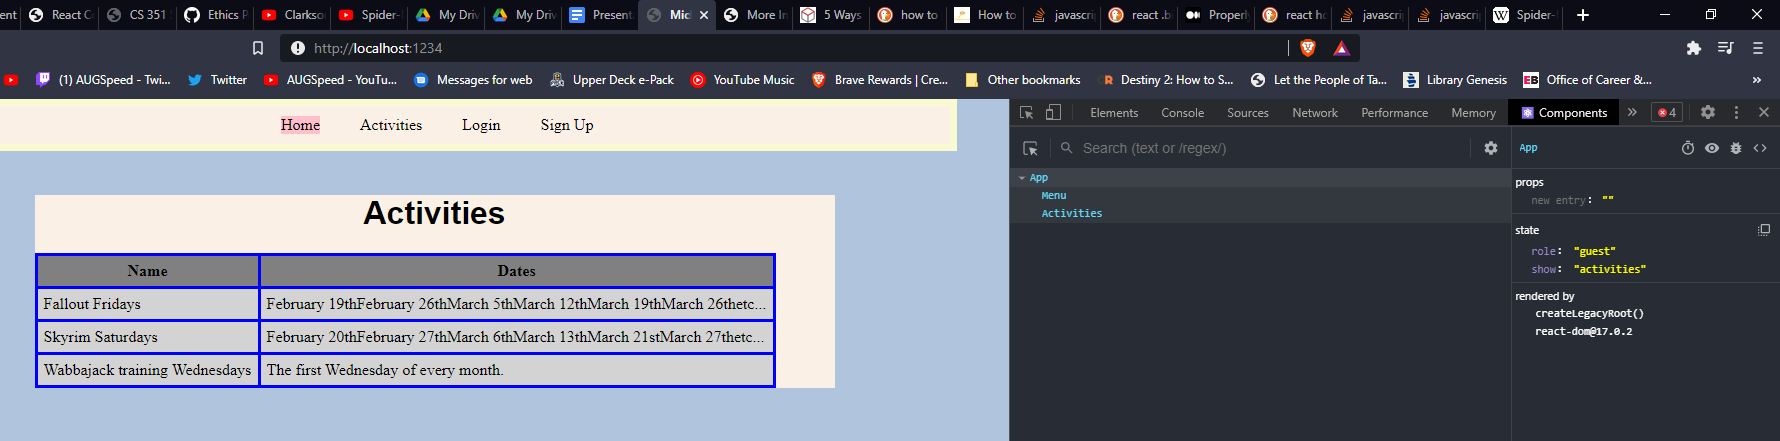 ent React C CS 351 Ethics P Clarkso Spider- My Driv My Driv Present Mid More In 5 Ways how to How to javascrip react .b Properly react ho javascrip javascrip Spider-
http://localhost:1234
(1) AUGSpeed - Twi... Twitter AUGSpeed - YouTu... Messages for web Upper Deck e-Pack YouTube Music Brave Rewards | Cre... Other bookmarks Destiny 2: How to S... Let the People of Ta... Library Genesis Office of Career &...
Home Activities Login Sign Up
Activities
Name Dates
Fallout Fridays February 19thFebruary 26thMarch 5thMarch 12thMarch 19thMarch 26thetc...
Skyrim Saturdays February 20thFebruary 27thMarch 6thMarch 13thMarch 21stMarch 27thetc...
Wabbajack training Wednesdays The first Wednesday of every month.
Elements Console Sources Network Performance Memory Components 4
Search (text or /regex/)
App
Menu
Activities
App
props
new entry: ""
state
role: "guest"
show: "activities"
rendered by
createLegacyRoot()
react-dom@17.0.2